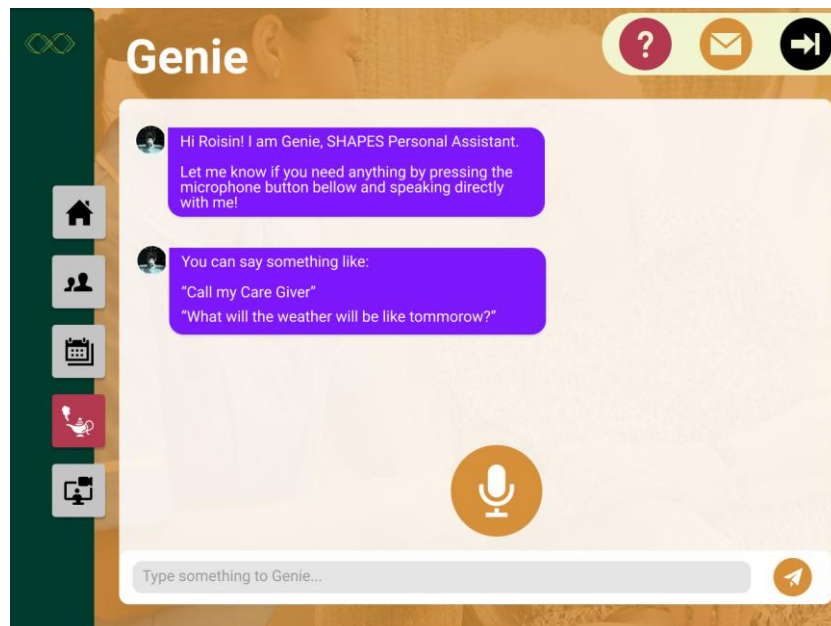 Genie
?
Hi Roisin! I am Genie, SHAPES Personal Assistant.
Let me know if you need anything by pressing the
microphone button bellow and speaking directly
with me!
You can say something like:
“Call my Care Giver”
“What will the weather will be like tommorow?”
Type something to Genie...